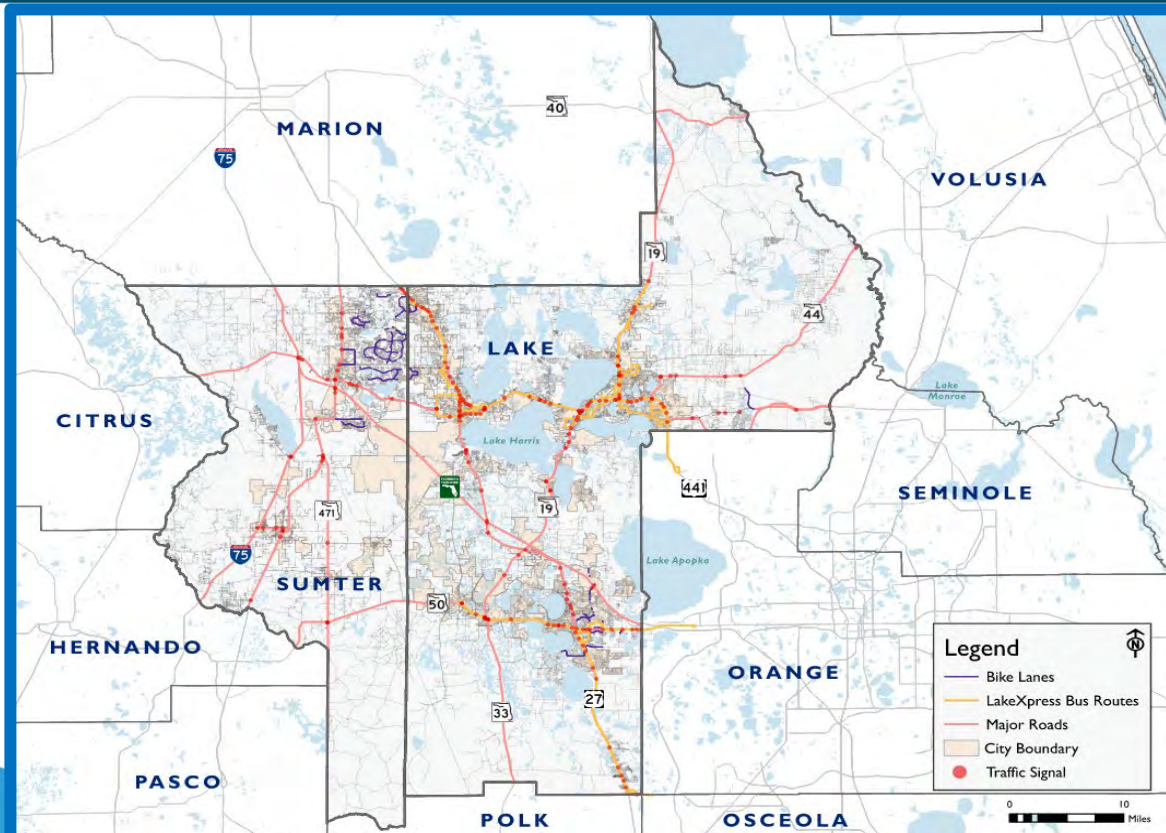 40
MARION
75
VOLUSIA
19
44
LAKE
Lake
Monroe
CITRUS
Lake Harris
441
SEMINOLE
19
471
75
Lake Apopka
SUMTER
50
HERNANDO
ORANGE
27
33
PASCO
POLK
OSCEOLA
Legend
N
Bike Lanes
LakeXpress Bus Routes
Major Roads
City Boundary
Traffic Signal
0 10
Miles